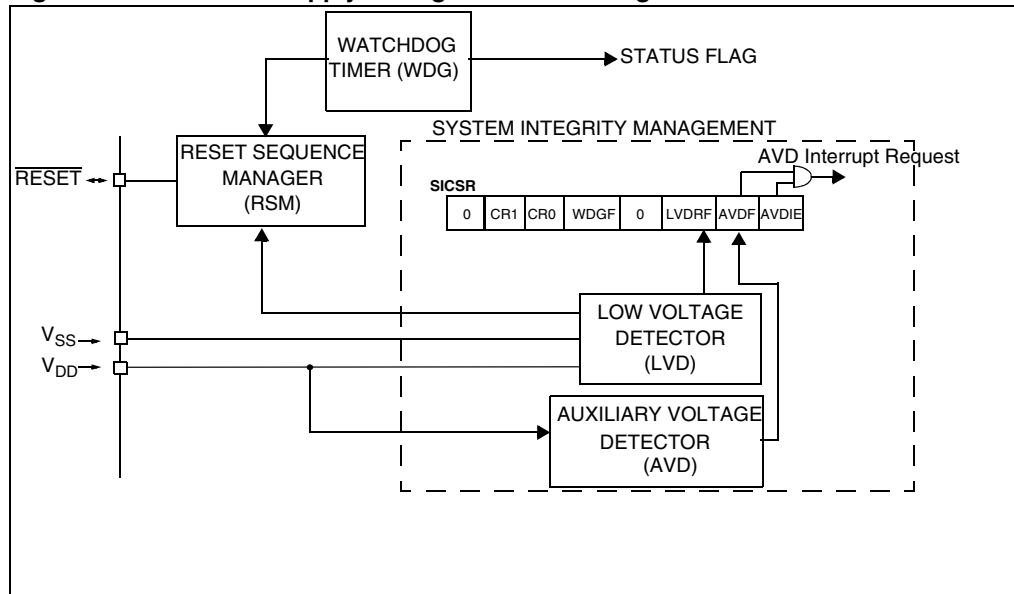 WATCHDOG
TIMER (WDG)
STATUS FLAG
SYSTEM INTEGRITY MANAGEMENT
RESET SEQUENCE
MANAGER
(RSM)
AVD Interrupt Request
RESET
SICSR
0 CR1 CR0 WDGF 0 LVDRF AVDF AVDIE
LOW VOLTAGE
DETECTOR
(LVD)
VSS
VDD
AUXILIARY VOLTAGE
DETECTOR
(AVD)